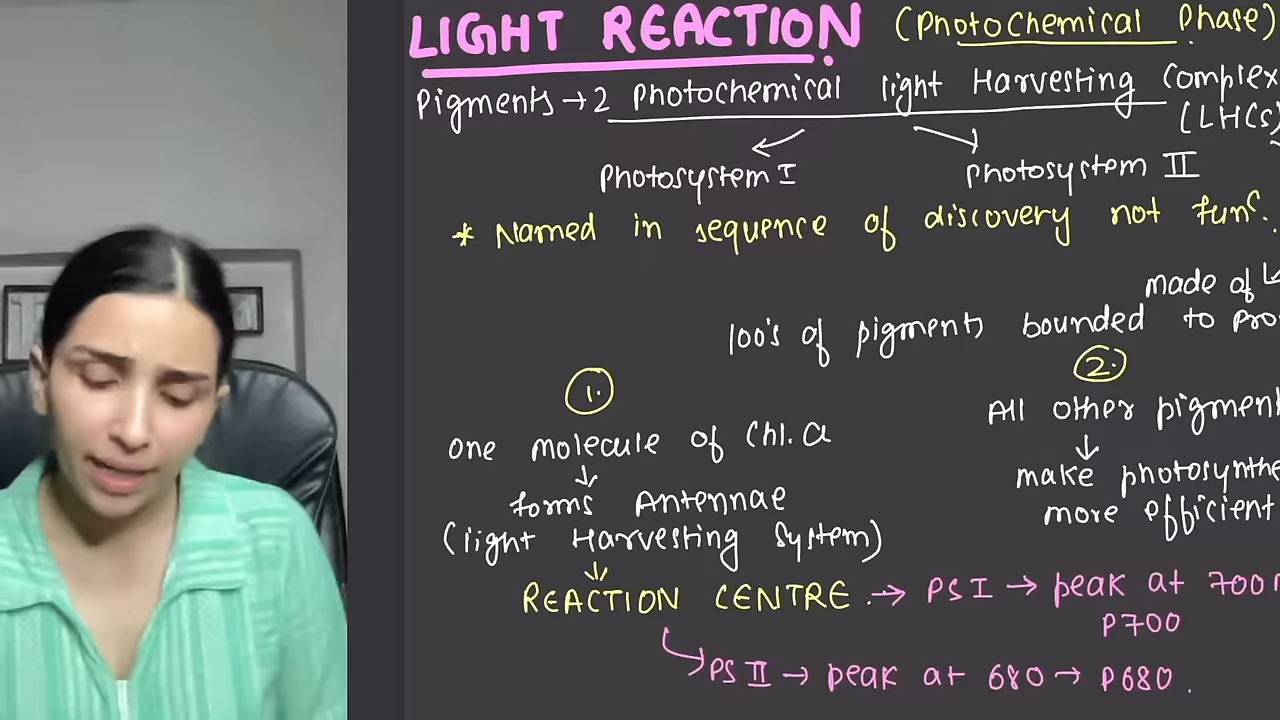 LIGHT REACTION (Photochemical Phase)
Pigments → 2 Photochemical light Harvesting Complex
(LHCs)
Photosystem I Photosystem II
* Named in sequence of discovery not func.
made of
100's of pigments bounded to pro
1. 2.
one molecule of Chl. a All other pigment
↓ ↓
forms Antennae make photosynthe
(light Harvesting System) more efficient
↓
REACTION CENTRE. → PS I → peak at 700
P700
PS II → peak at 680 → P680.